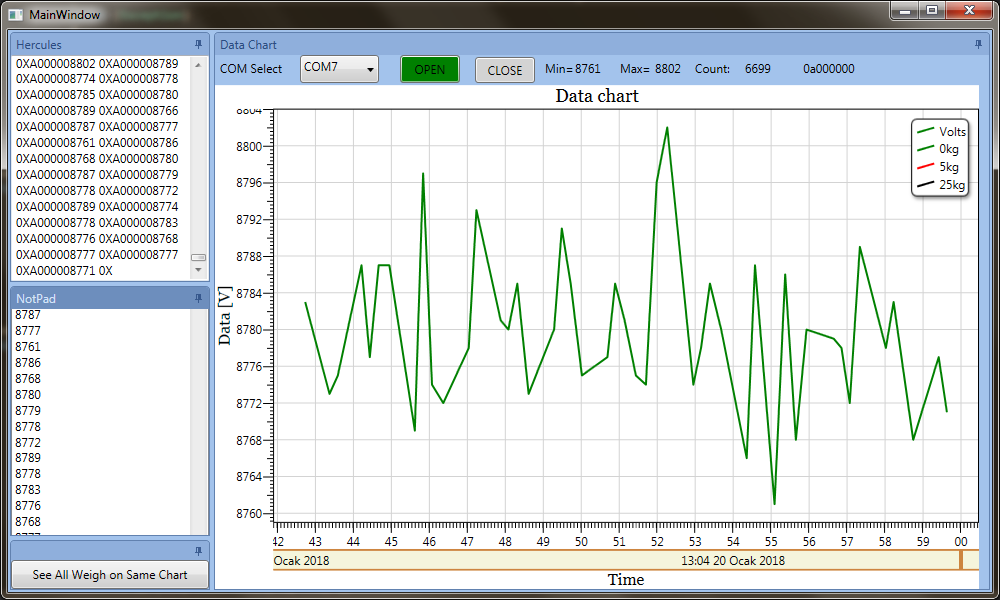 MainWindow
Hercules
0XA000008802 0XA000008789
0XA000008774 0XA000008778
0XA000008785 0XA000008780
0XA000008789 0XA000008766
0XA000008787 0XA000008777
0XA000008761 0XA000008786
0XA000008768 0XA000008780
0XA000008787 0XA000008779
0XA000008778 0XA000008772
0XA000008789 0XA000008774
0XA000008778 0XA000008783
0XA000008776 0XA000008768
0XA000008777 0XA000008777
0XA000008771 0X
NotPad
8787
8777
8761
8786
8768
8780
8779
8778
8772
8789
8778
8783
8776
8768
See All Weigh on Same Chart
Data Chart
COM Select COM7 OPEN CLOSE Min= 8761 Max= 8802 Count: 6699 0a000000
Data chart
8804
8800
8796
8792
8788
8784
8780
8776
8772
8768
8764
8760
Data [V]
Volts
0kg
5kg
25kg
42 43 44 45 46 47 48 49 50 51 52 53 54 55 56 57 58 59 00
Ocak 2018 13:04 20 Ocak 2018
Time